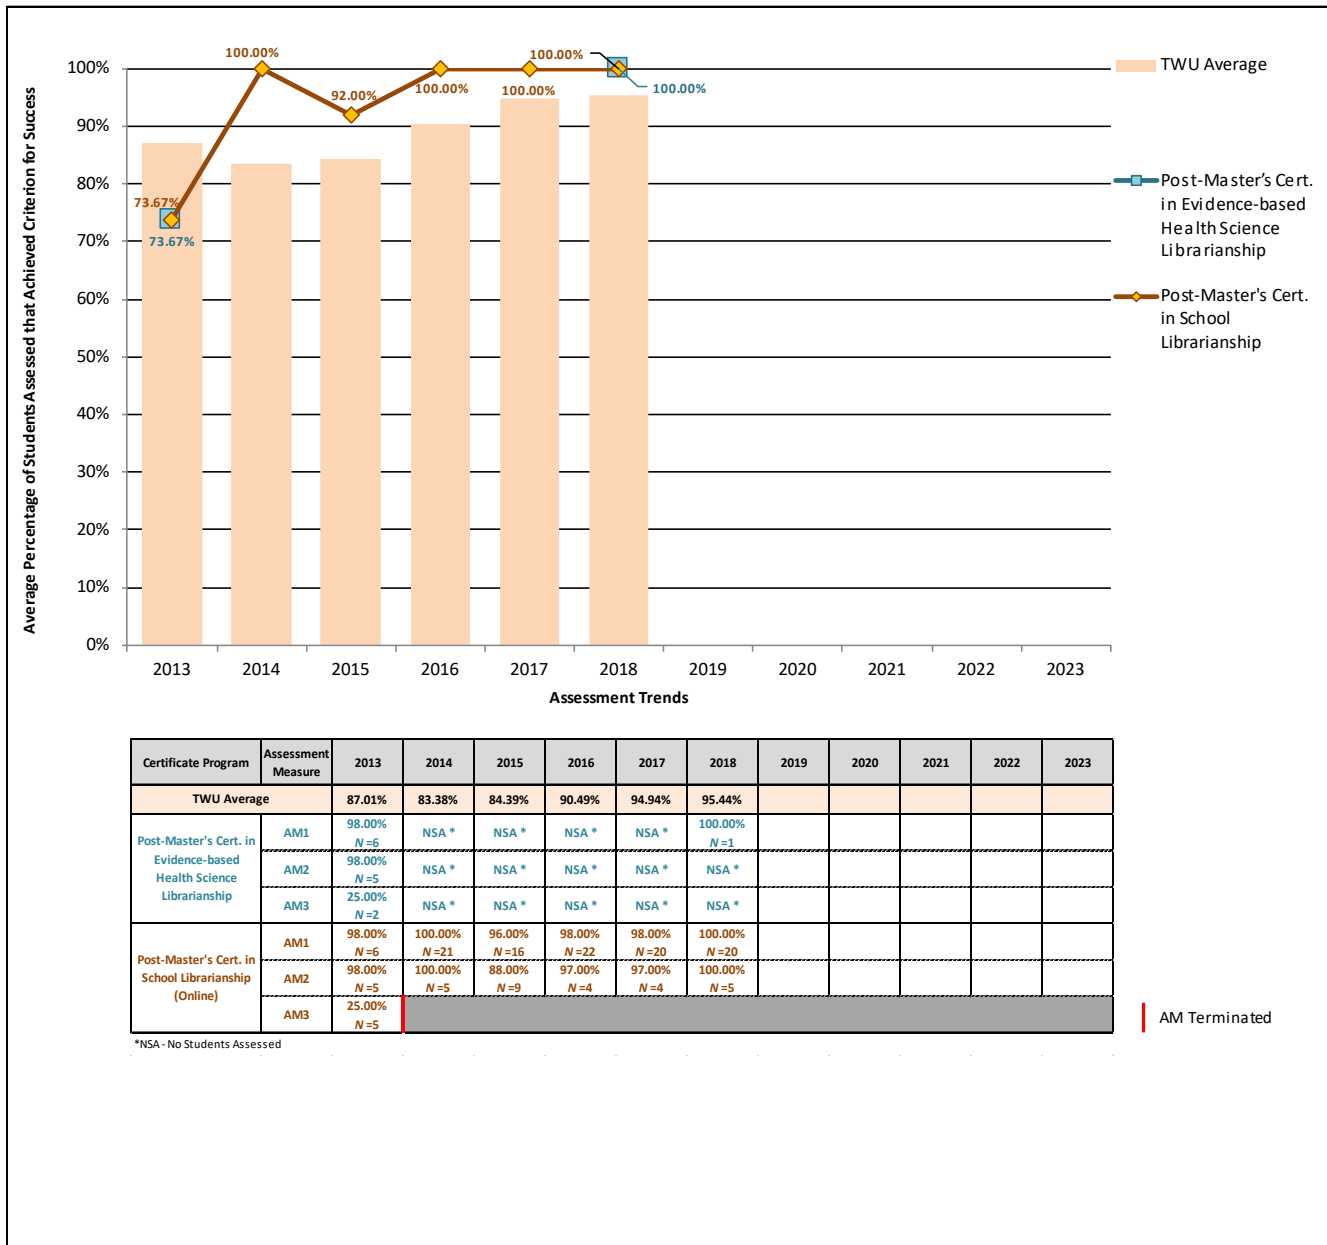 Average Percentage of Students Assessed that Achieved Criterion for Success
100%
90%
80%
70%
60%
50%
40%
30%
20%
10%
0%
73.67%
73.67%
100.00%
92.00%
100.00%
100.00%
100.00%
100.00%
2013 2014 2015 2016 2017 2018 2019 2020 2021 2022 2023
Assessment Trends
TWU Average
Post-Master's Cert.
in Evidence-based
Health Science
Librarianship
Post-Master's Cert.
in School
Librarianship
Certificate Program Assessment Measure 2013 2014 2015 2016 2017 2018 2019 2020 2021 2022 2023
TWU Average 87.01% 83.38% 84.39% 90.49% 94.94% 95.44%
Post-Master's Cert. in
Evidence-based
Health Science
Librarianship
AM1 98.00% NSA * NSA * NSA * NSA * 100.00%
N =6 N =1
AM2 98.00% NSA * NSA * NSA * NSA * NSA *
N =5
AM3 25.00% NSA * NSA * NSA * NSA * NSA *
N =2
Post-Master's Cert. in
School Librarianship
(Online)
AM1 98.00% 100.00% 96.00% 98.00% 98.00% 100.00%
N =6 N =21 N =16 N =22 N =20 N =20
AM2 98.00% 100.00% 88.00% 97.00% 97.00% 100.00%
N =5 N =5 N =9 N =4 N =4 N =5
AM3 25.00%
N =5
AM Terminated
*NSA - No Students Assessed